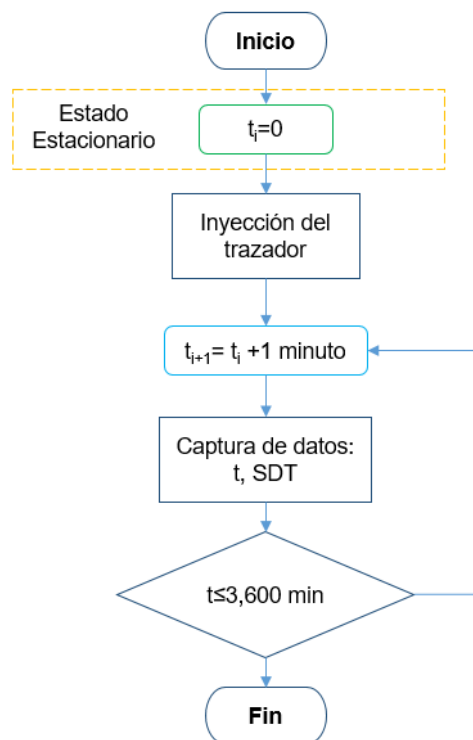 Inicio
Estado
Estacionario
tᵢ=0
Inyección del
trazador
tᵢ₊₁= tᵢ +1 minuto
Captura de datos:
t, SDT
t≤3,600 min
Fin